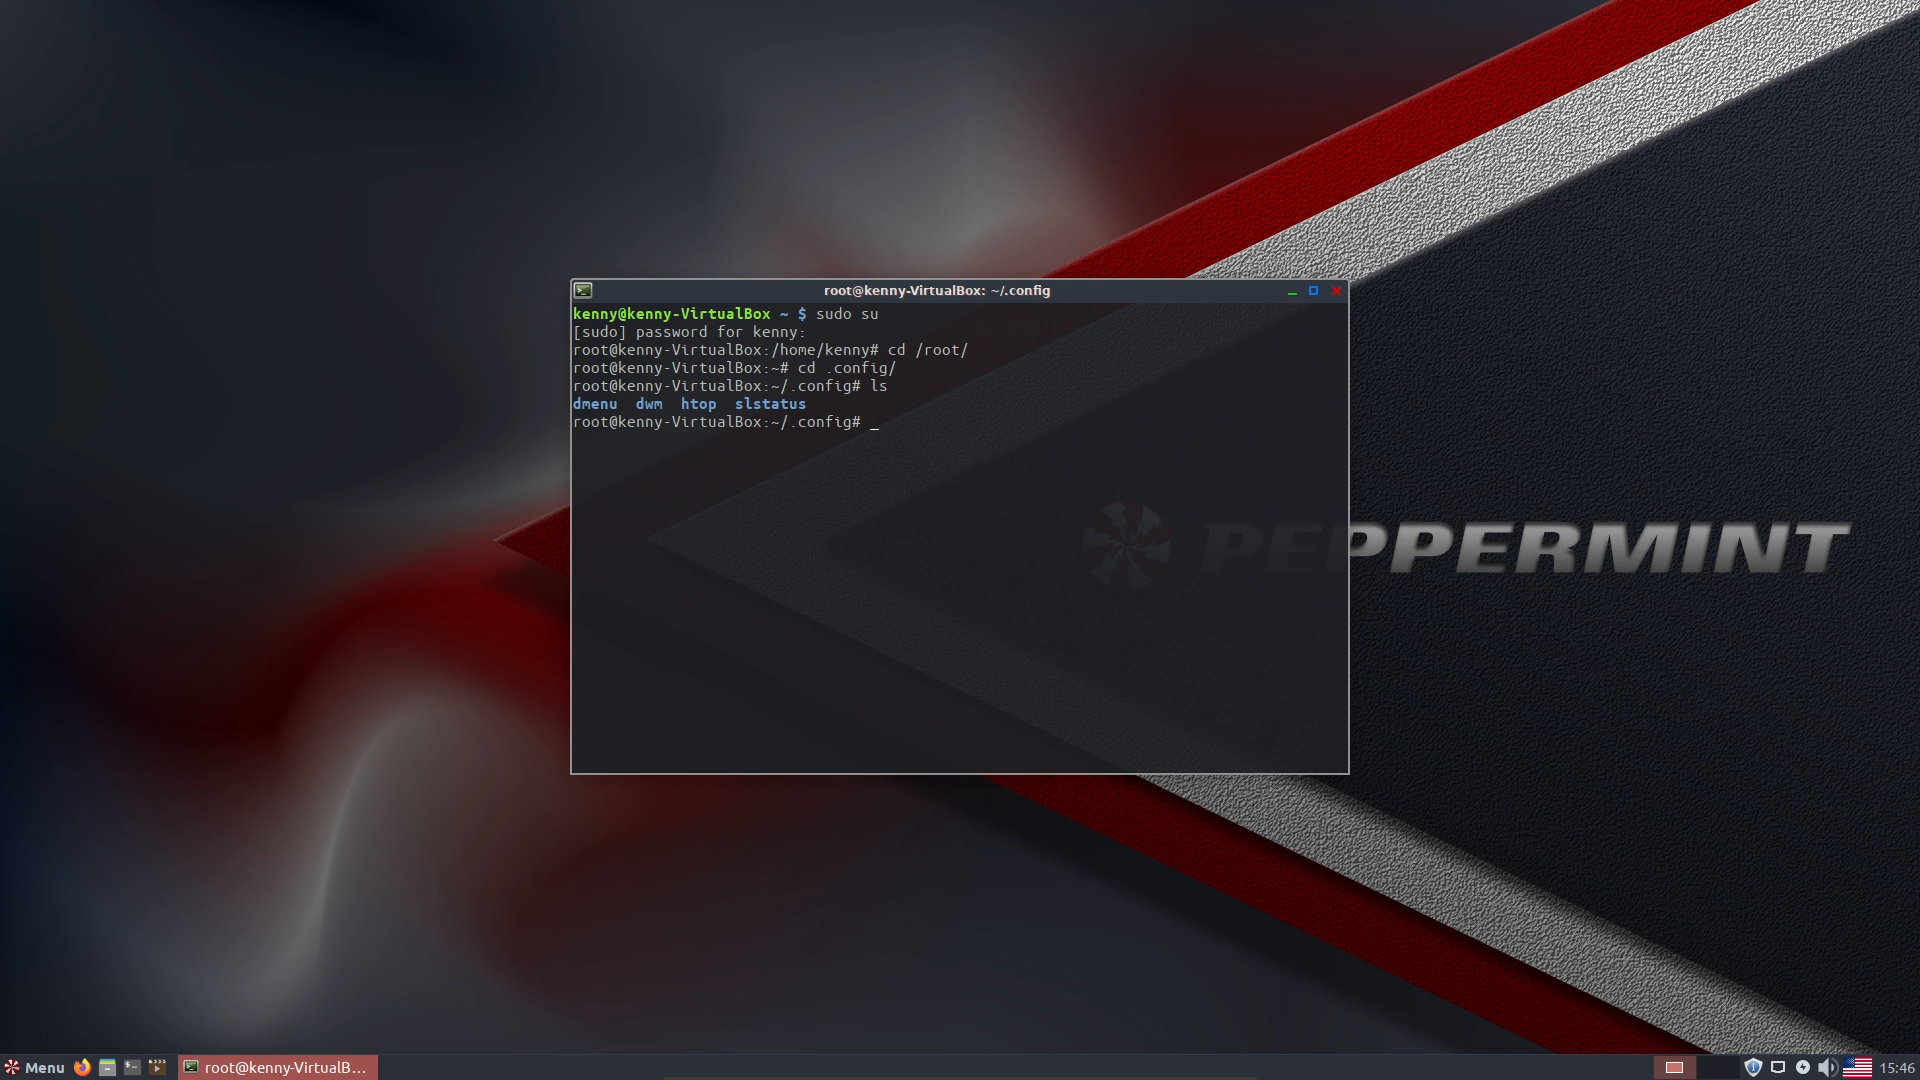 root@kenny-VirtualBox: ~/.config
kenny@kenny-VirtualBox ~ $ sudo su
[sudo] password for kenny:
root@kenny-VirtualBox:/home/kenny# cd /root/
root@kenny-VirtualBox:~# cd .config/
root@kenny-VirtualBox:~/.config# ls
dmenu  dwm  htop  slstatus
root@kenny-VirtualBox:~/.config# _
PEPPERMINT
Menu
root@kenny-VirtualB...
15:46